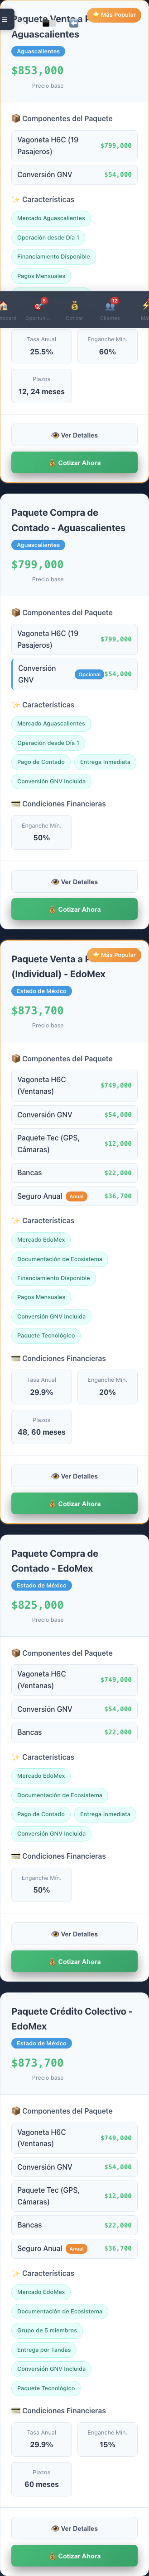 ⭐ Más Popular
Aguascalientes
$853,000
Precio base
📦 Componentes del Paquete
Vagoneta H6C (19
Pasajeros)
$799,000
Conversión GNV
$54,000
✨ Características
Mercado Aguascalientes
Operación desde Día 1
Financiamiento Disponible
Pagos Mensuales
5
12
Oportuni...
Cotizar
Clientes
Tasa Anual
25.5%
Enganche Mín.
60%
Plazos
12, 24 meses
👁️ Ver Detalles
💰 Cotizar Ahora
Paquete Compra de
Contado - Aguascalientes
Aguascalientes
$799,000
Precio base
📦 Componentes del Paquete
Vagoneta H6C (19
Pasajeros)
$799,000
Conversión
GNV
Opcional
$54,000
✨ Características
Mercado Aguascalientes
Operación desde Día 1
Pago de Contado
Entrega Inmediata
Conversión GNV Incluida
💳 Condiciones Financieras
Enganche Mín.
50%
👁️ Ver Detalles
💰 Cotizar Ahora
⭐ Más Popular
Paquete Venta a P
(Individual) - EdoMex
Estado de México
$873,700
Precio base
📦 Componentes del Paquete
Vagoneta H6C
(Ventanas)
$749,000
Conversión GNV
$54,000
Paquete Tec (GPS,
Cámaras)
$12,000
Bancas
$22,000
Seguro Anual
Anual
$36,700
✨ Características
Mercado EdoMex
Documentación de Ecosistema
Financiamiento Disponible
Pagos Mensuales
Conversión GNV Incluida
Paquete Tecnológico
💳 Condiciones Financieras
Tasa Anual
29.9%
Enganche Mín.
20%
Plazos
48, 60 meses
👁️ Ver Detalles
💰 Cotizar Ahora
Paquete Compra de
Contado - EdoMex
Estado de México
$825,000
Precio base
📦 Componentes del Paquete
Vagoneta H6C
(Ventanas)
$749,000
Conversión GNV
$54,000
Bancas
$22,000
✨ Características
Mercado EdoMex
Documentación de Ecosistema
Pago de Contado
Entrega Inmediata
Conversión GNV Incluida
💳 Condiciones Financieras
Enganche Mín.
50%
👁️ Ver Detalles
💰 Cotizar Ahora
Paquete Crédito Colectivo -
EdoMex
Estado de México
$873,700
Precio base
📦 Componentes del Paquete
Vagoneta H6C
(Ventanas)
$749,000
Conversión GNV
$54,000
Paquete Tec (GPS,
Cámaras)
$12,000
Bancas
$22,000
Seguro Anual
Anual
$36,700
✨ Características
Mercado EdoMex
Documentación de Ecosistema
Grupo de 5 miembros
Entrega por Tandas
Conversión GNV Incluida
Paquete Tecnológico
💳 Condiciones Financieras
Tasa Anual
29.9%
Enganche Mín.
15%
Plazos
60 meses
👁️ Ver Detalles
💰 Cotizar Ahora